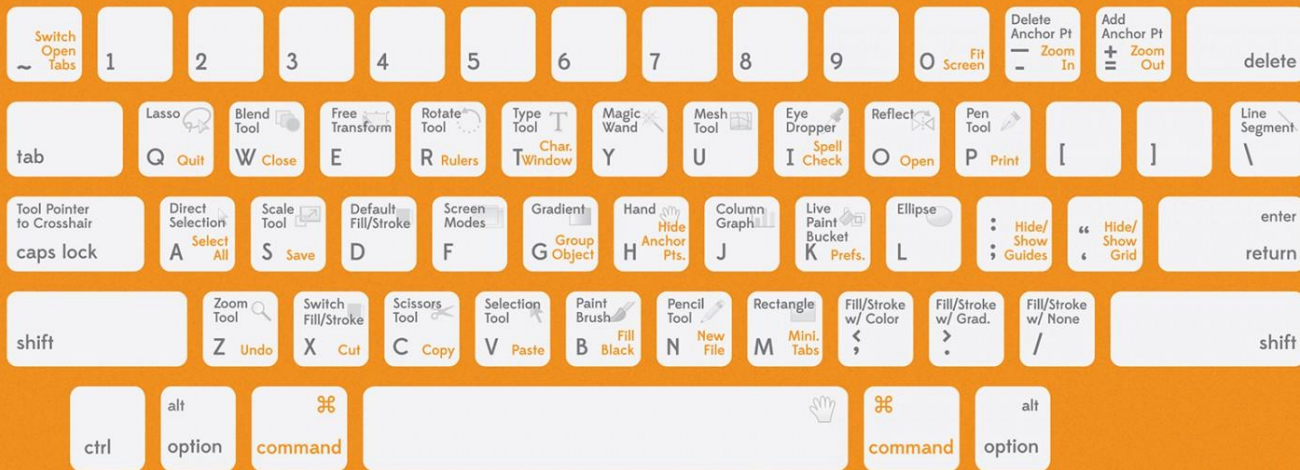 Switch
Open
~ Tabs
1
2
3
4
5
6
7
8
9
0 Fit
Screen
Delete
Anchor Pt
— Zoom
- In
Add
Anchor Pt
+ Zoom
= Out
delete
tab
Lasso
Q Quit
Blend
Tool
W Close
Free
Transform
E
Rotate
Tool
R Rulers
Type
Tool T
Char.
T Window
Magic
Wand
Y
Mesh
Tool
U
Eye
Dropper
Spell
I Check
Reflect
O Open
Pen
Tool
P Print
[
]
Line
Segment
\
Tool Pointer
to Crosshair
caps lock
Direct
Selection
Select
A All
Scale
Tool
S Save
Default
Fill/Stroke
D
Screen
Modes
F
Gradient
Group
G Object
Hand
Hide
Anchor
H Pts.
Column
Graph
J
Live
Paint
Bucket
K Prefs.
Ellipse
L
: Hide/
Show
; Guides
“ Hide/
Show
‘ Grid
enter
return
shift
Zoom
Tool
Z Undo
Switch
Fill/Stroke
X Cut
Scissors
Tool
C Copy
Selection
Tool
V Paste
Paint
Brush
Fill
B Black
Pencil
Tool
New
N File
Rectangle
Mini.
M Tabs
Fill/Stroke
w/ Color
<
,
Fill/Stroke
w/ Grad.
>
.
Fill/Stroke
w/ None
/
shift
ctrl
alt
option
⌘
command
⌘
command
alt
option